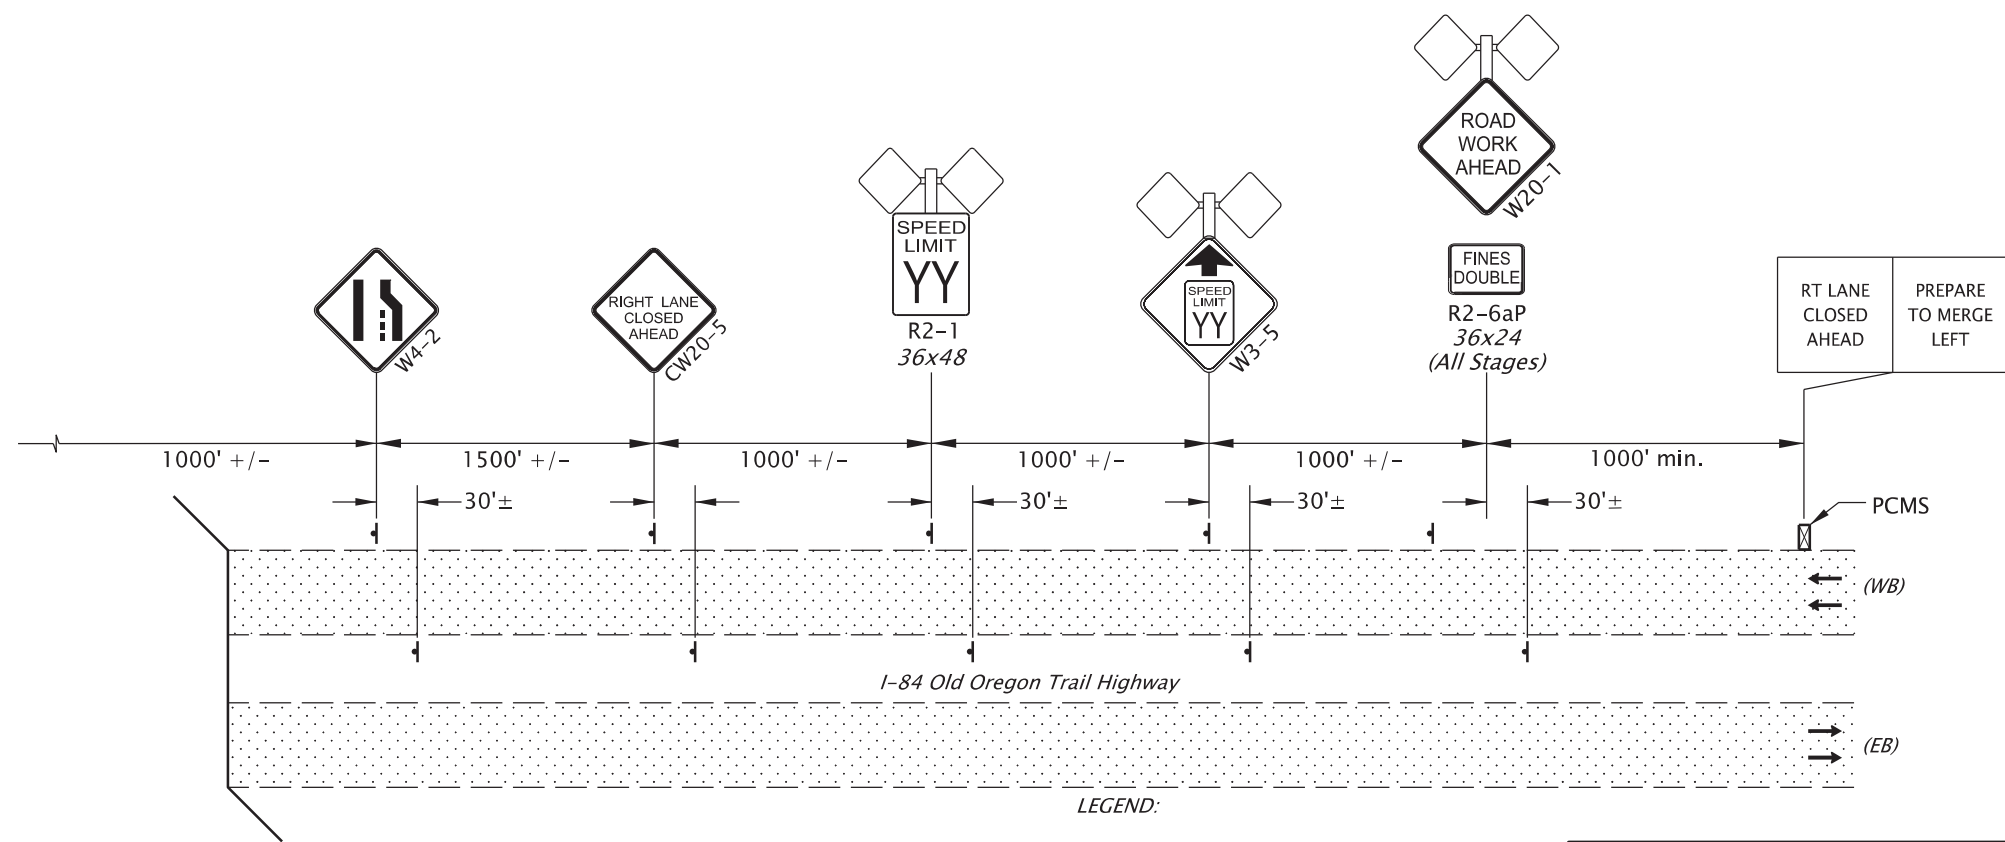 ROAD
WORK
AHEAD
W20-1
SPEED
LIMIT
YY
R2-1
36x48
SPEED
LIMIT
YY
W3-5
FINES
DOUBLE
R2-6aP
36x24
(All Stages)
W4-2
RIGHT LANE
CLOSED
AHEAD
CW20-5
RT LANE
CLOSED
AHEAD
PREPARE
TO MERGE
LEFT
1000' +/-
1500' +/-
1000' +/-
1000' +/-
1000' +/-
1000' min.
30'±
30'±
30'±
30'±
PCMS
(WB)
I-84 Old Oregon Trail Highway
(EB)
LEGEND: